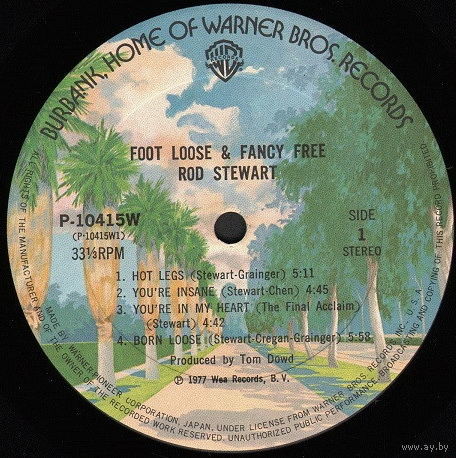 BURBANK, HOME OF WARNER BROS. RECORDS
FOOT LOOSE & FANCY FREE
ROD STEWART
P-10415W
(P-10415W1)
33⅓RPM
SIDE
1
STEREO
1. HOT LEGS (Stewart-Grainger) 5:11
2. YOU'RE INSANE (Stewart-Chen) 4:45
3. YOU'RE IN MY HEART (The Final Acclaim)
(Stewart) 4:42
4. BORN LOOSE (Stewart-Cregan-Grainger) 5:58
Produced by Tom Dowd
Ⓟ 1977 Wea Records, B. V.
MADE BY WARNER-PIONEER CORPORATION, JAPAN, UNDER LICENSE FROM WARNER BROS. RECORD INC., U.S.A.
ALL RIGHTS OF THE MANUFACTURER AND OF THE OWNER OF THE RECORDED WORK RESERVED. UNAUTHORIZED PUBLIC PERFORMANCE, BROADCASTING AND COPYING OF THIS RECORD PROHIBITED.
www.ay.by